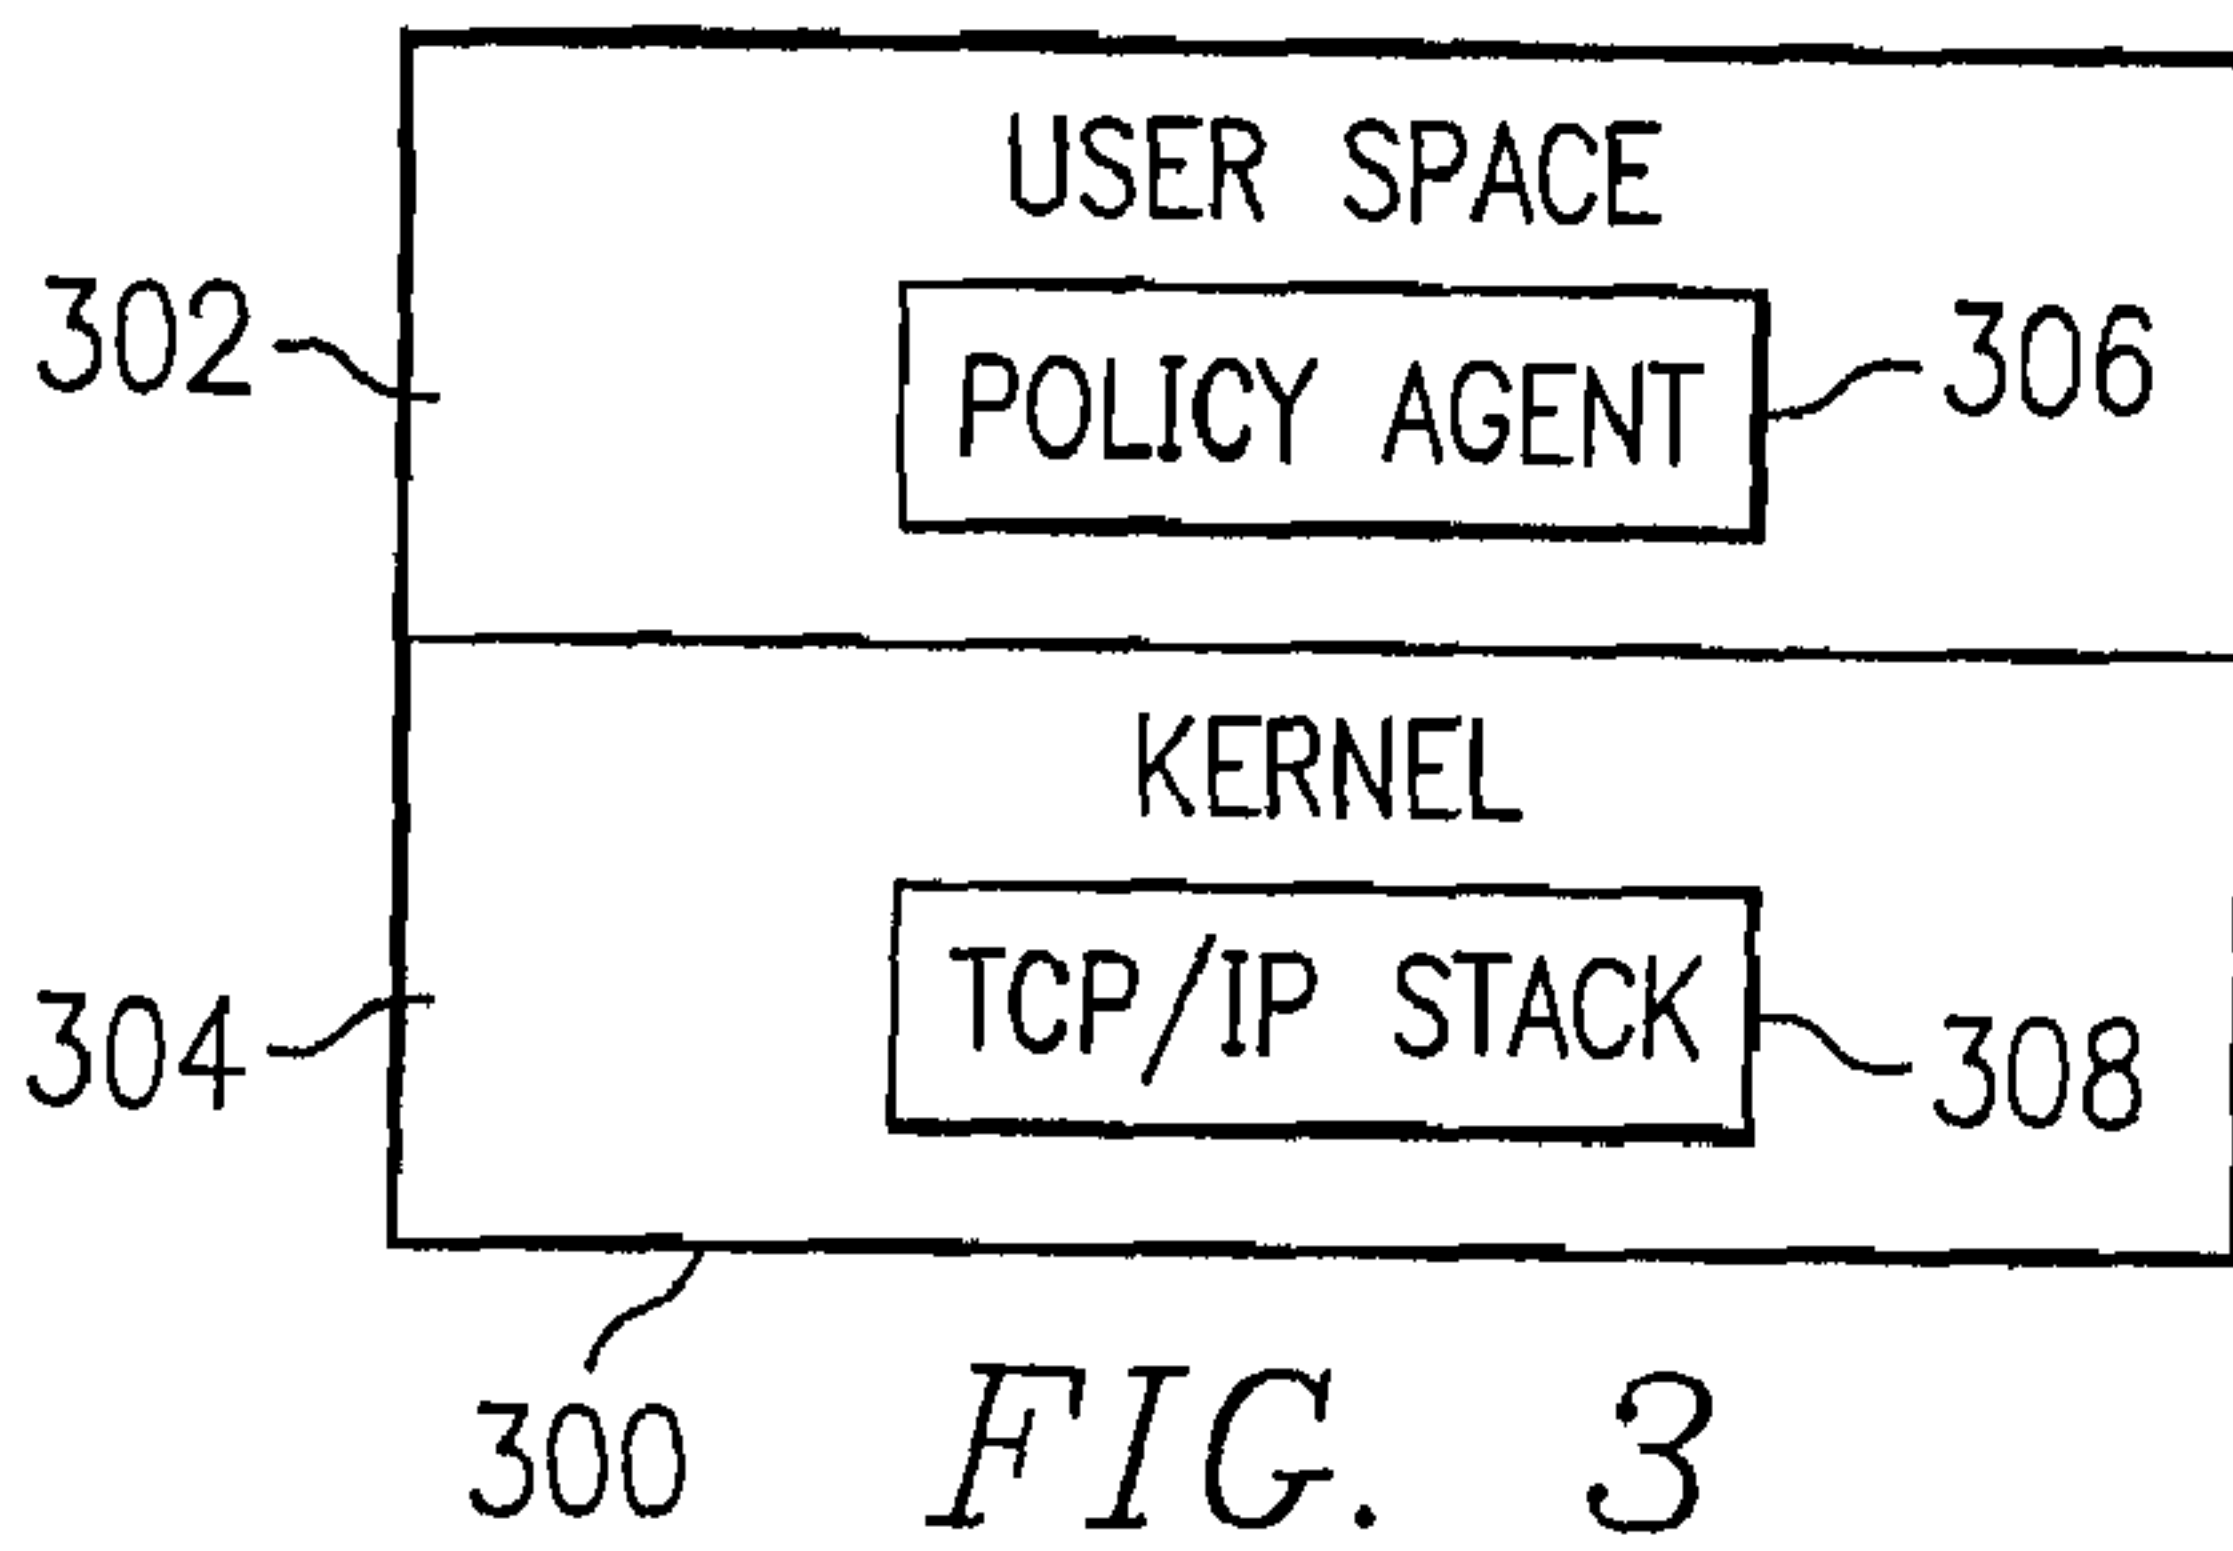 USER SPACE
302
POLICY AGENT
306
KERNEL
304
TCP/IP STACK
308
300
FIG. 3